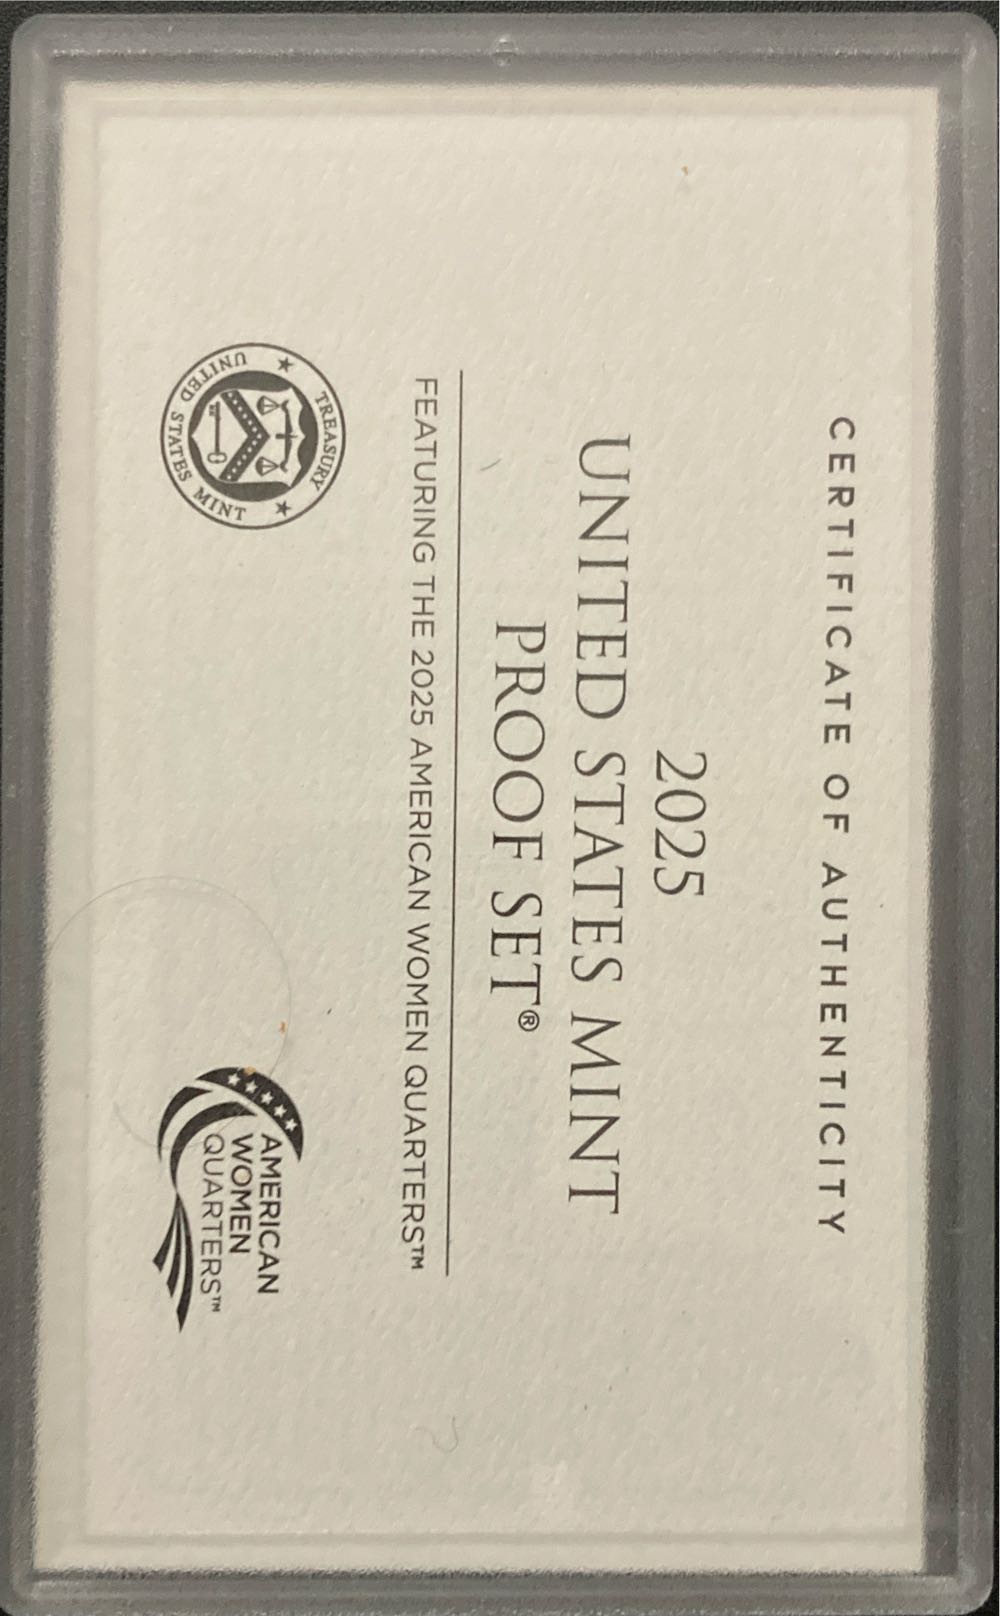 CERTIFICATE OF AUTHENTICITY
2025
UNITED STATES MINT
PROOF SET®
FEATURING THE 2025 AMERICAN WOMEN QUARTERS™
TREASURY
UNITED STATES MINT
AMERICAN
WOMEN
QUARTERS™